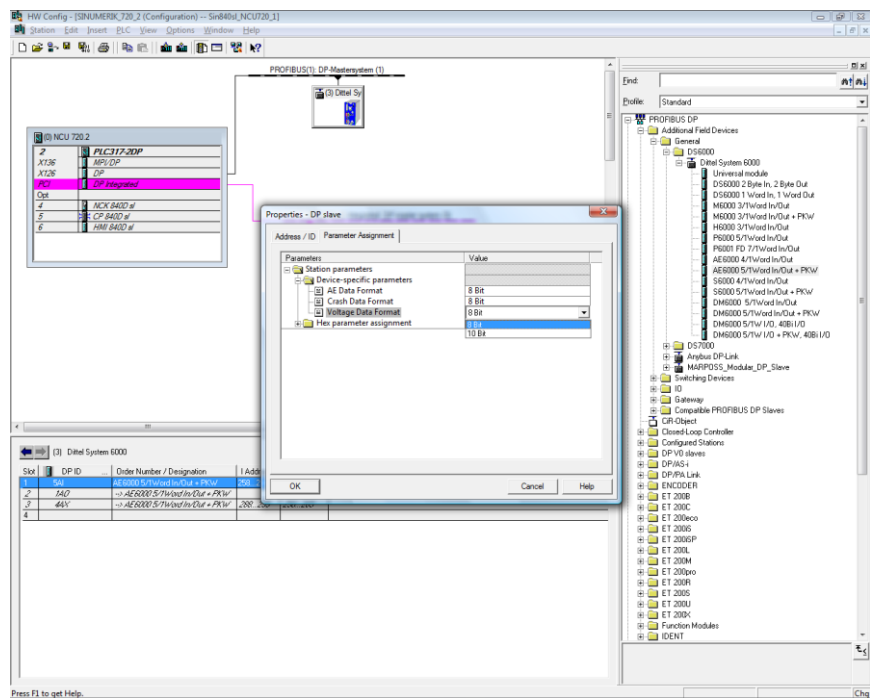 HW Config - [SINUMERIK_720_2 (Configuration) -- Sin840sl_NCU720_1]
Station Edit Insert PLC View Options Window Help
PROFIBUS(1): DP-Mastersystem (1)
(3) Dittel Sy
(0) NCU 720.2
2 PLC317-2DP
X136 MPI/DP
X126 DP
PCI DP integrated
Opt
4 NCK 840D sl
5 CP 840D sl
6 HMI 840D sl
Properties - DP slave
Address / ID Parameter Assignment
Parameters Value
Station parameters
Device-specific parameters
AE Data Format 8 Bit
Crash Data Format 8 Bit
Voltage Data Format 8 Bit
Hex parameter assignment 8 Bit
10 Bit
OK Cancel Help
(3) Dittel System 6000
Slot DP ID ... Order Number / Designation I Addr
1 5AI AE6000 5/1Word In/Out + PKW 258...
2 1AO --> AE6000 5/1Word In/Out + PKW
3 4AX --> AE6000 5/1Word In/Out + PKW
4
Find:
Profile: Standard
PROFIBUS DP
Additional Field Devices
General
DS6000
Dittel System 6000
Universal module
DS6000 2 Byte In, 2 Byte Out
DS6000 1 Word In, 1 Word Out
M6000 3/1Word In/Out
M6000 3/1Word In/Out + PKW
H6000 3/1Word In/Out
P6000 5/1Word In/Out
P6001 FD 7/1Word In/Out
AE6000 4/1Word In/Out
AE6000 5/1Word In/Out + PKW
S6000 4/1Word In/Out
S6000 5/1Word In/Out + PKW
DM6000 5/1Word In/Out
DM6000 5/1Word In/Out + PKW
DM6000 5/1W I/O, 40Bi I/O
DM6000 5/1W I/O + PKW, 40Bi I/O
DS7000
Anybus DP-Link
MARPOSS_Modular_DP_Slave
Switching Devices
IO
Gateway
Compatible PROFIBUS DP Slaves
CiR-Object
Closed-Loop Controller
Configured Stations
DP V0 slaves
DP/AS-i
DP/PA Link
ENCODER
ET 200B
ET 200C
ET 200eco
ET 200iS
ET 200iSP
ET 200L
ET 200M
ET 200pro
ET 200R
ET 200S
ET 200U
ET 200X
Function Modules
IDENT
Press F1 to get Help.
Chg